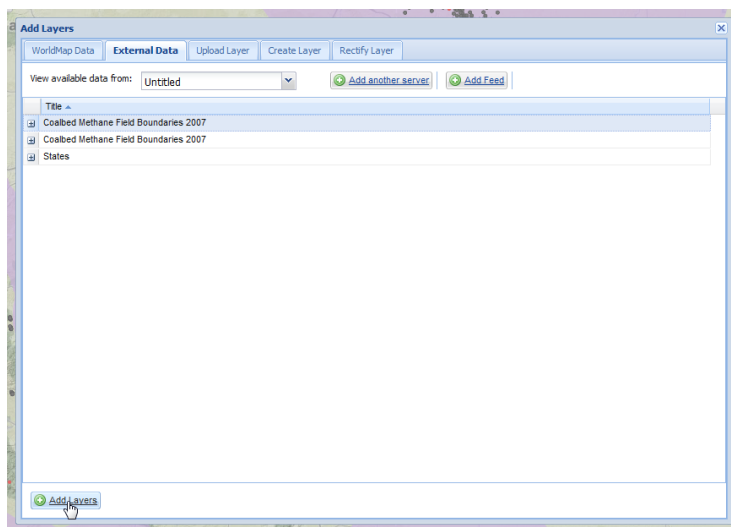 Add Layers
WorldMap Data External Data Upload Layer Create Layer Rectify Layer
View available data from: Untitled Add another server Add Feed
Title
Coalbed Methane Field Boundaries 2007
Coalbed Methane Field Boundaries 2007
States
Add Layers